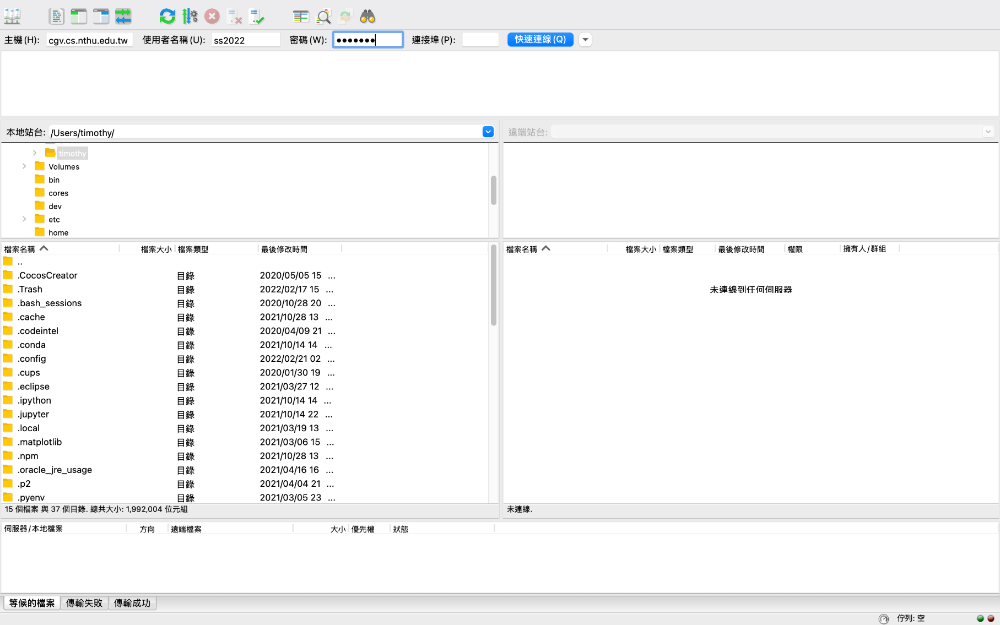 主機(H): cgv.cs.nthu.edu.tw 使用者名稱(U): ss2022 密碼(W): ●●●●●●● 連接埠(P): 快速連線(Q)
本地站台: /Users/timothy/
遠端站台:
timothy
Volumes
bin
cores
dev
etc
home
檔案名稱 檔案大小 檔案類型 最後修改時間
..
.CocosCreator 目錄 2020/05/05 15 ...
.Trash 目錄 2022/02/17 15 ...
.bash_sessions 目錄 2020/10/28 20 ...
.cache 目錄 2021/10/28 13 ...
.codeintel 目錄 2020/04/09 21 ...
.conda 目錄 2021/10/14 14 ...
.config 目錄 2022/02/21 02 ...
.cups 目錄 2020/01/30 19 ...
.eclipse 目錄 2021/03/27 12 ...
.ipython 目錄 2021/10/14 14 ...
.jupyter 目錄 2021/10/14 22 ...
.local 目錄 2021/03/19 13 ...
.matplotlib 目錄 2021/03/06 15 ...
.npm 目錄 2021/10/28 13 ...
.oracle_jre_usage 目錄 2021/04/16 16 ...
.p2 目錄 2021/04/04 21 ...
.pyenv 目錄 2021/03/05 23 ...
15 個檔案 與 37 個目錄. 總共大小: 1,992,004 位元組
檔案名稱 檔案大小 檔案類型 最後修改時間 權限 擁有人/群組
未連線到任何伺服器
未連線.
伺服器/本地檔案 方向 遠端檔案 大小 優先權 狀態
等候的檔案 傳輸失敗 傳輸成功
佇列: 空